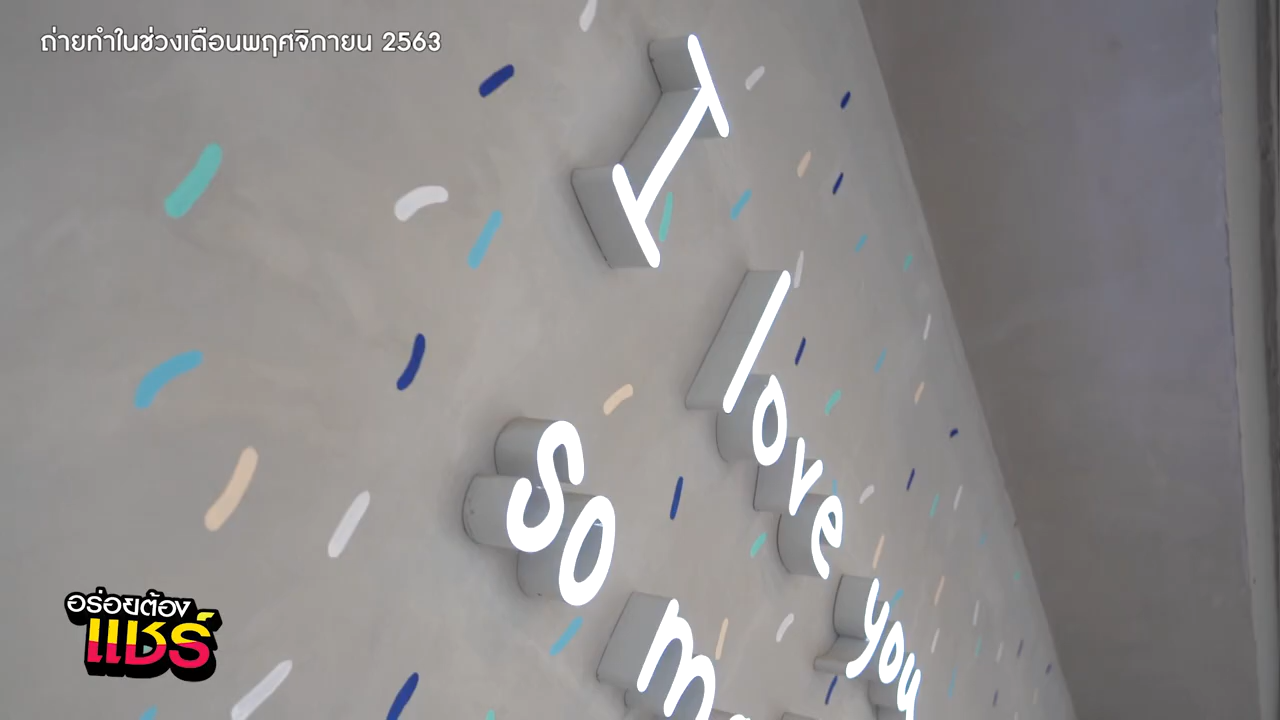 ถ่ายทำในช่วงเดือนพฤศจิกายน 2563
I
love you
so
อร่อยต้อง
แชร์